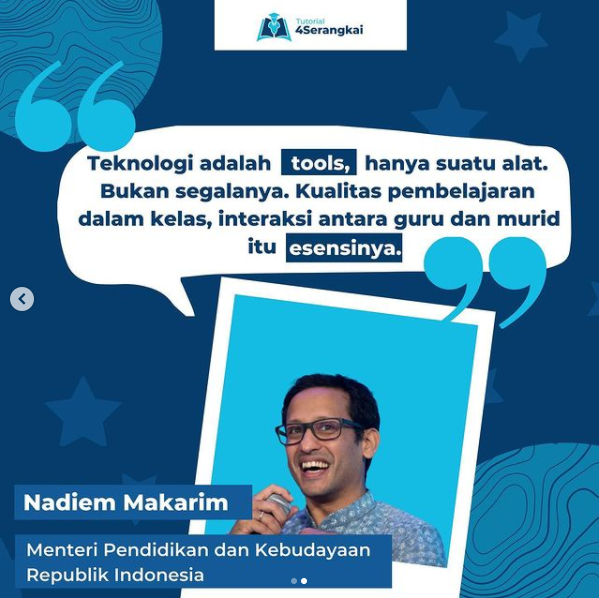 Tutorial
4Serangkai
Teknologi adalah tools, hanya suatu alat.
Bukan segalanya. Kualitas pembelajaran
dalam kelas, interaksi antara guru dan murid
itu esensinya.
Nadiem Makarim
Menteri Pendidikan dan Kebudayaan
Republik Indonesia